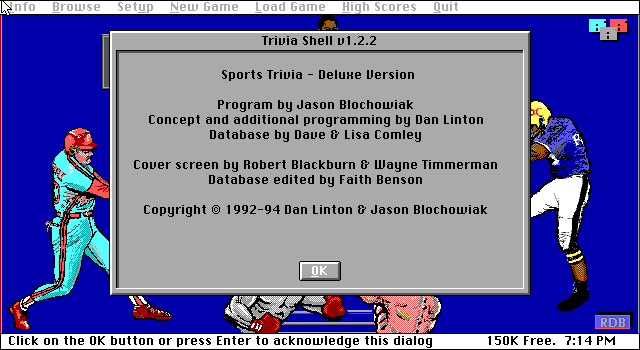 Info Browse Setup New Game Load Game High Scores Quit
Trivia Shell v1.2.2
Sports Trivia - Deluxe Version
Program by Jason Blochowiak
Concept and additional programming by Dan Linton
Database by Dave & Lisa Comley
Cover screen by Robert Blackburn & Wayne Timmerman
Database edited by Faith Benson
Copyright © 1992-94 Dan Linton & Jason Blochowiak
OK
RDB
Click on the OK button or press Enter to acknowledge this dialog 150K Free. 7:14 PM